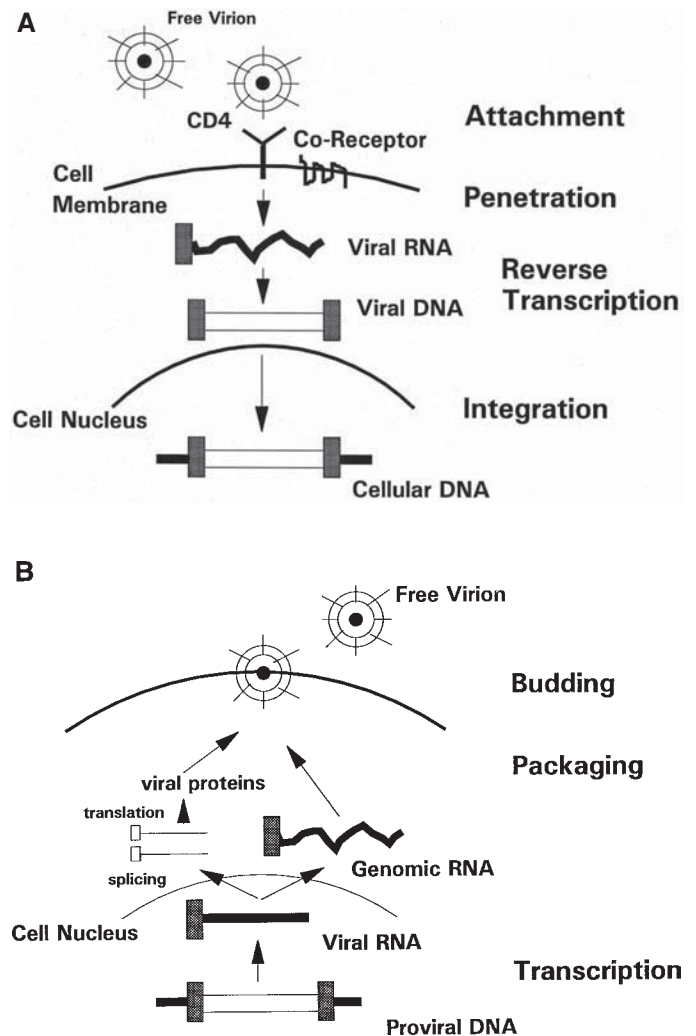 A
Free Virion
CD4
Co-Receptor
Attachment
Cell
Membrane
Penetration
Viral RNA
Reverse
Transcription
Viral DNA
Cell Nucleus
Integration
Cellular DNA
B
Free Virion
Budding
Packaging
viral proteins
translation
splicing
Genomic RNA
Cell Nucleus
Viral RNA
Transcription
Proviral DNA